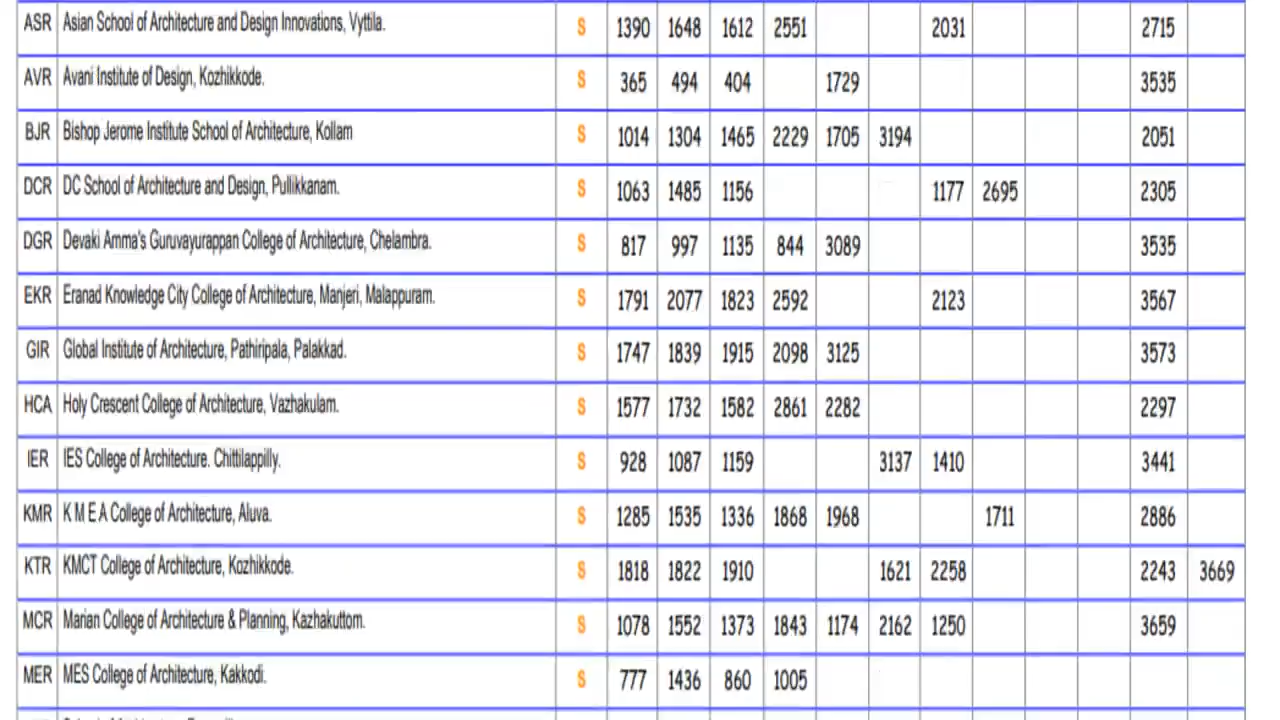 ASR Asian School of Architecture and Design Innovations, Vyttila. S 1390 1648 1612 2551 2031 2715
AVR Avani Institute of Design, Kozhikkode. S 365 494 404 1729 3535
BJR Bishop Jerome Institute School of Architecture, Kollam S 1014 1304 1465 2229 1705 3194 2051
DCR DC School of Architecture and Design, Pullikkanam. S 1063 1485 1156 1177 2695 2305
DGR Devaki Amma's Guruvayurappan College of Architecture, Chelambra. S 817 997 1135 844 3089 3535
EKR Eranad Knowledge City College of Architecture, Manjeri, Malappuram. S 1791 2077 1823 2592 2123 3567
GIR Global Institute of Architecture, Pathiripala, Palakkad. S 1747 1839 1915 2098 3125 3573
HCA Holy Crescent College of Architecture, Vazhakulam. S 1577 1732 1582 2861 2282 2297
IER IES College of Architecture. Chittilappilly. S 928 1087 1159 3137 1410 3441
KMR K M E A College of Architecture, Aluva. S 1285 1535 1336 1868 1968 1711 2886
KTR KMCT College of Architecture, Kozhikkode. S 1818 1822 1910 1621 2258 2243 3669
MCR Marian College of Architecture & Planning, Kazhakuttom. S 1078 1552 1373 1843 1174 2162 1250 3659
MER MES College of Architecture, Kakkodi. S 777 1436 860 1005